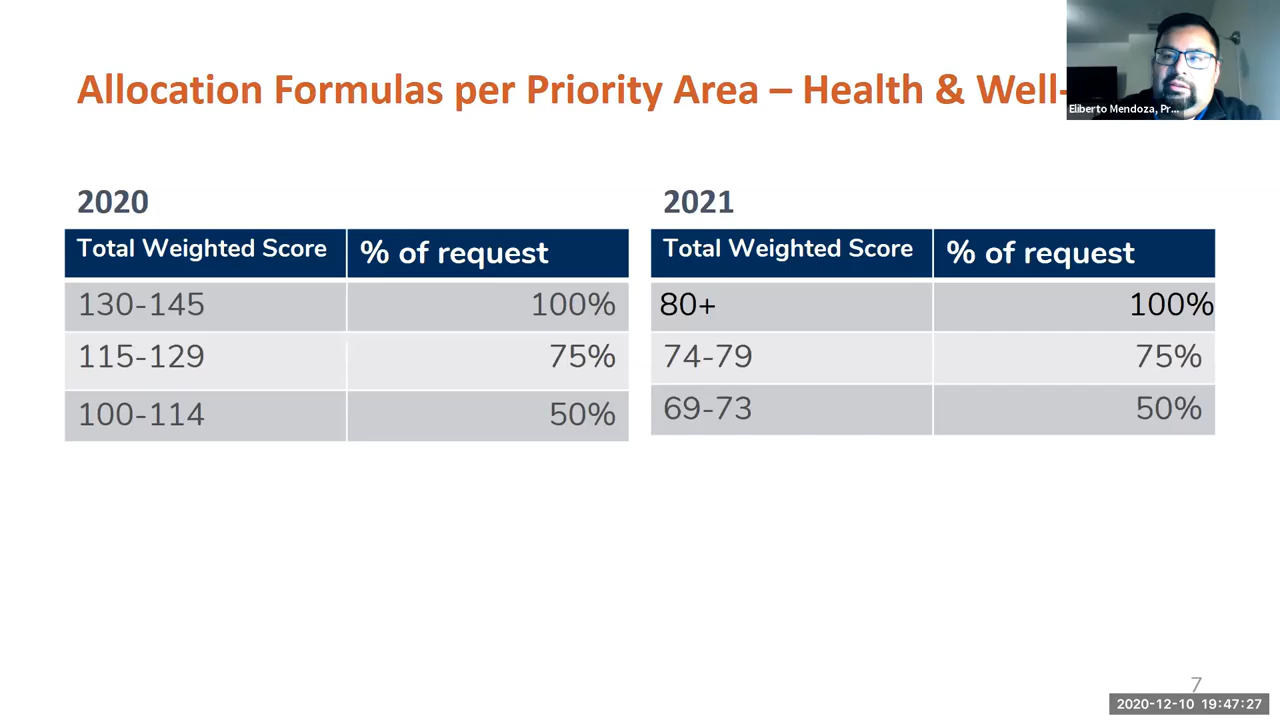 Allocation Formulas per Priority Area – Health & Well-
Eliberto Mendoza, Pr...
2020
Total Weighted Score % of request
130-145 100%
115-129 75%
100-114 50%
2021
Total Weighted Score % of request
80+ 100%
74-79 75%
69-73 50%
7
2020-12-10 19:47:27